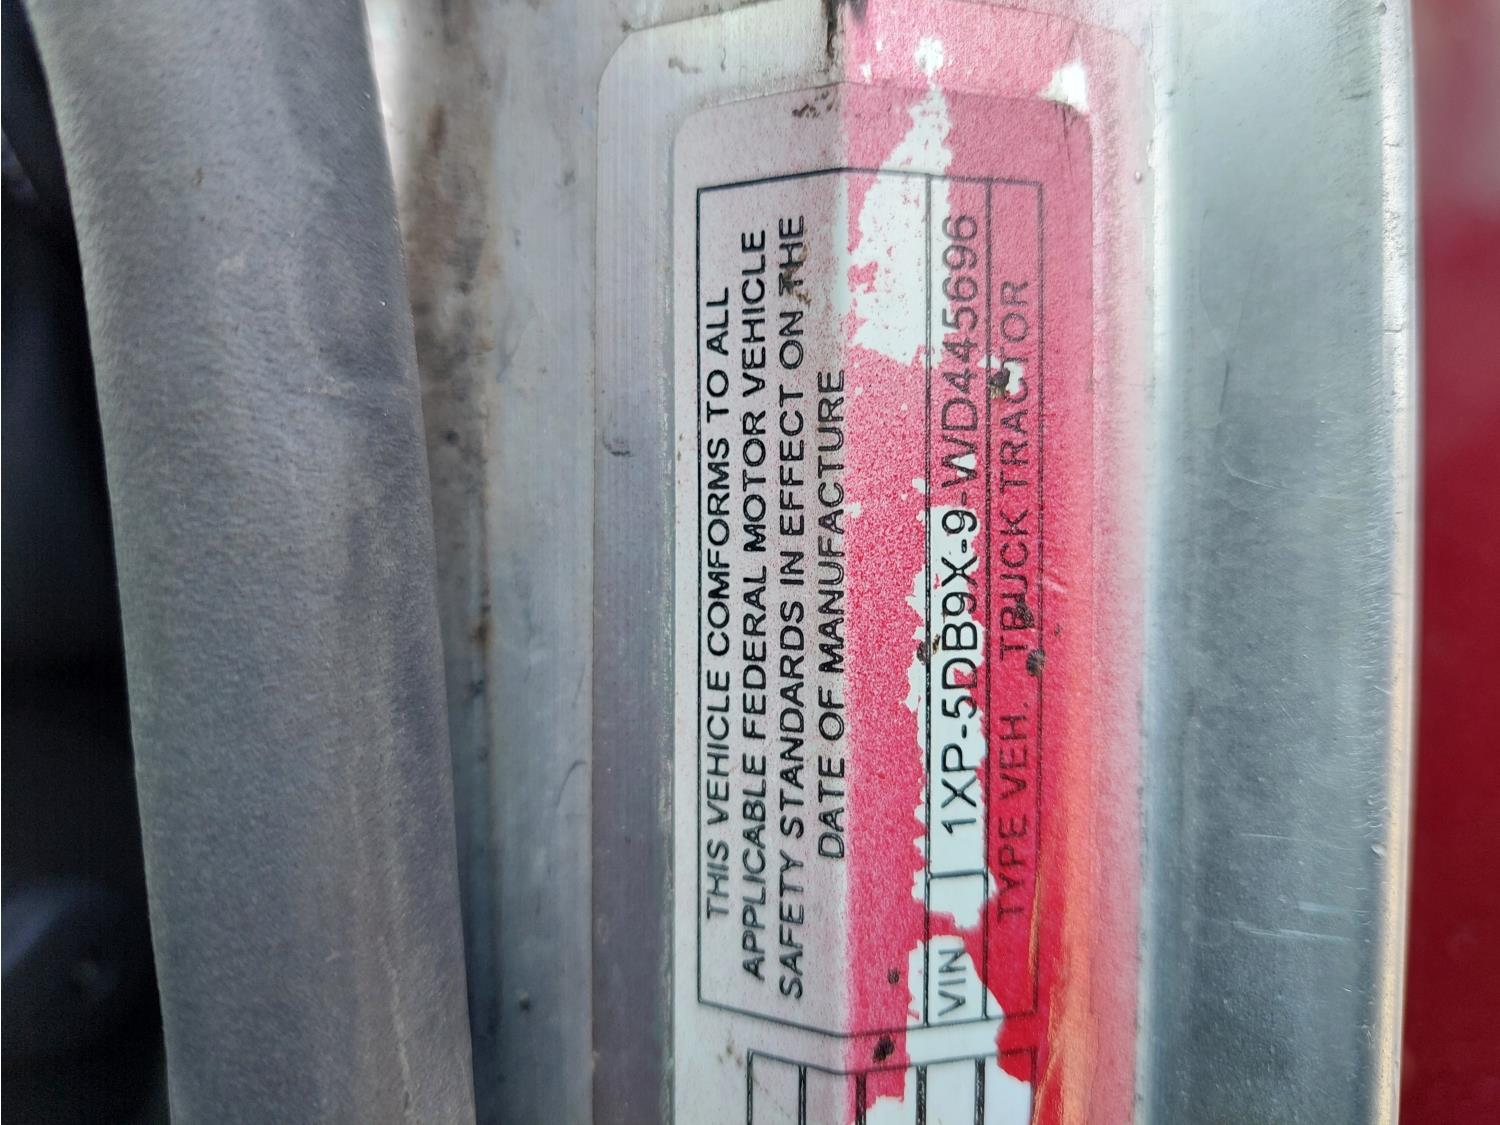 THIS VEHICLE COMFORMS TO ALL
APPLICABLE FEDERAL MOTOR VEHICLE
SAFETY STANDARDS IN EFFECT ON THE
DATE OF MANUFACTURE
VIN 1XP-5DB9X-9-WD445696
TYPE VEH. TRUCK TRACTOR